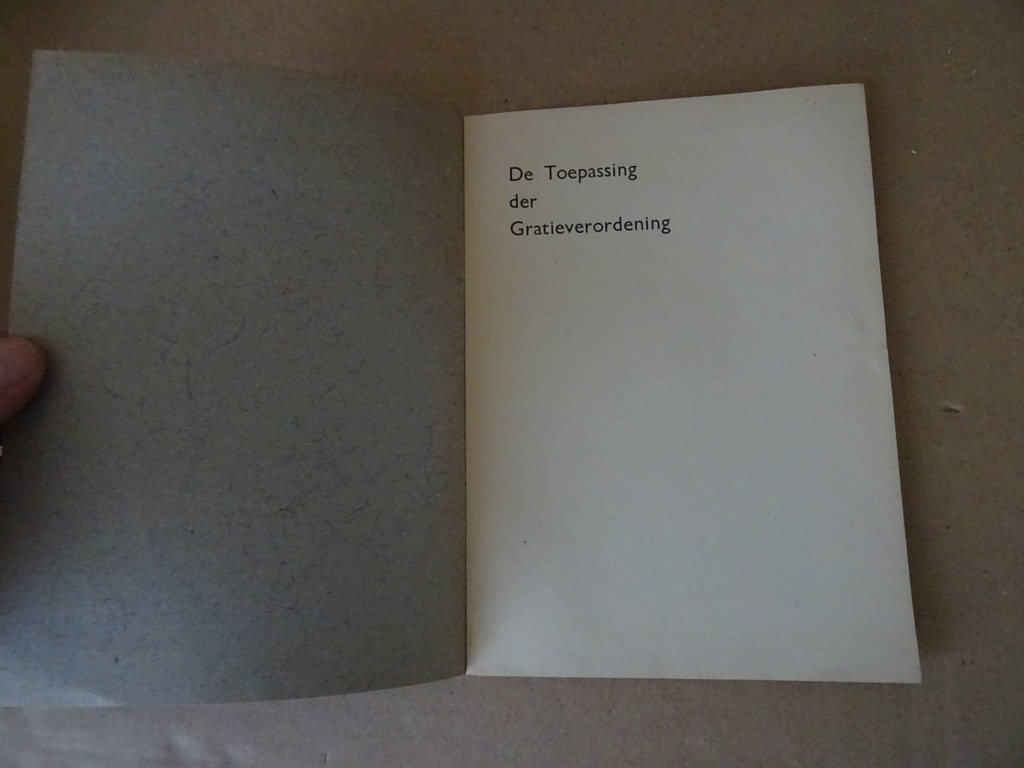 De Toepassing
der
Gratieverordening